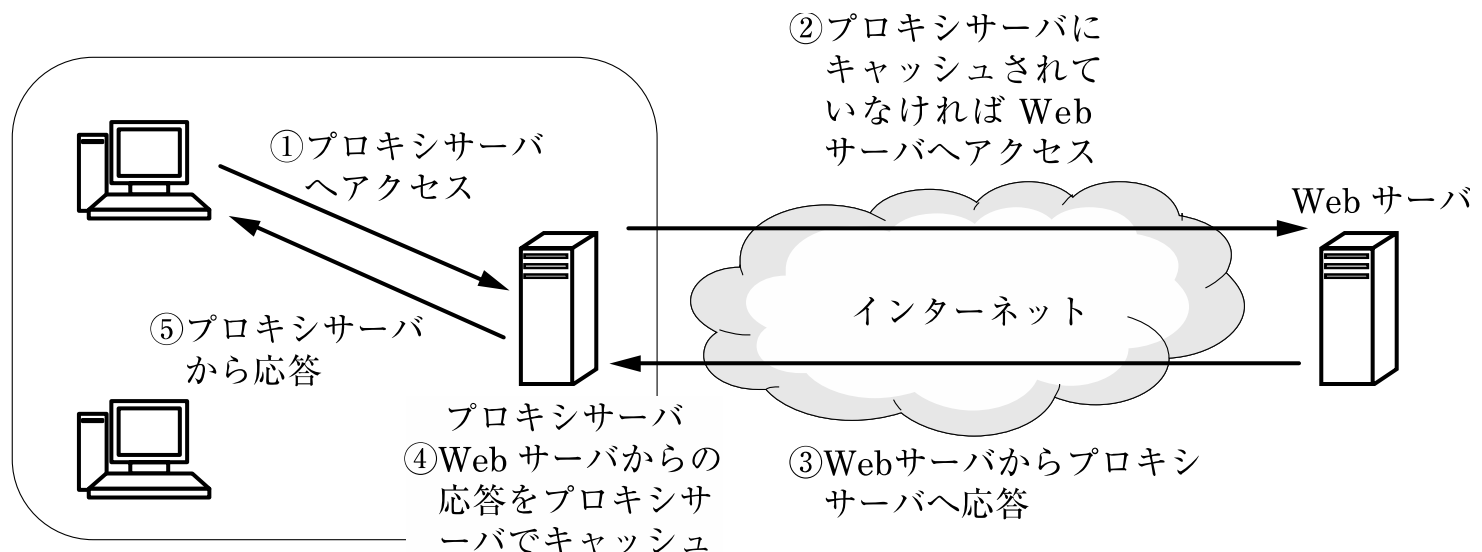 ②プロキシサーバに
キャッシュされて
いなければ Web
サーバへアクセス
①プロキシサーバ
へアクセス
Web サーバ
インターネット
⑤プロキシサーバ
から応答
プロキシサーバ
④Web サーバからの
応答をプロキシサ
ーバでキャッシュ
③Webサーバからプロキシ
サーバへ応答